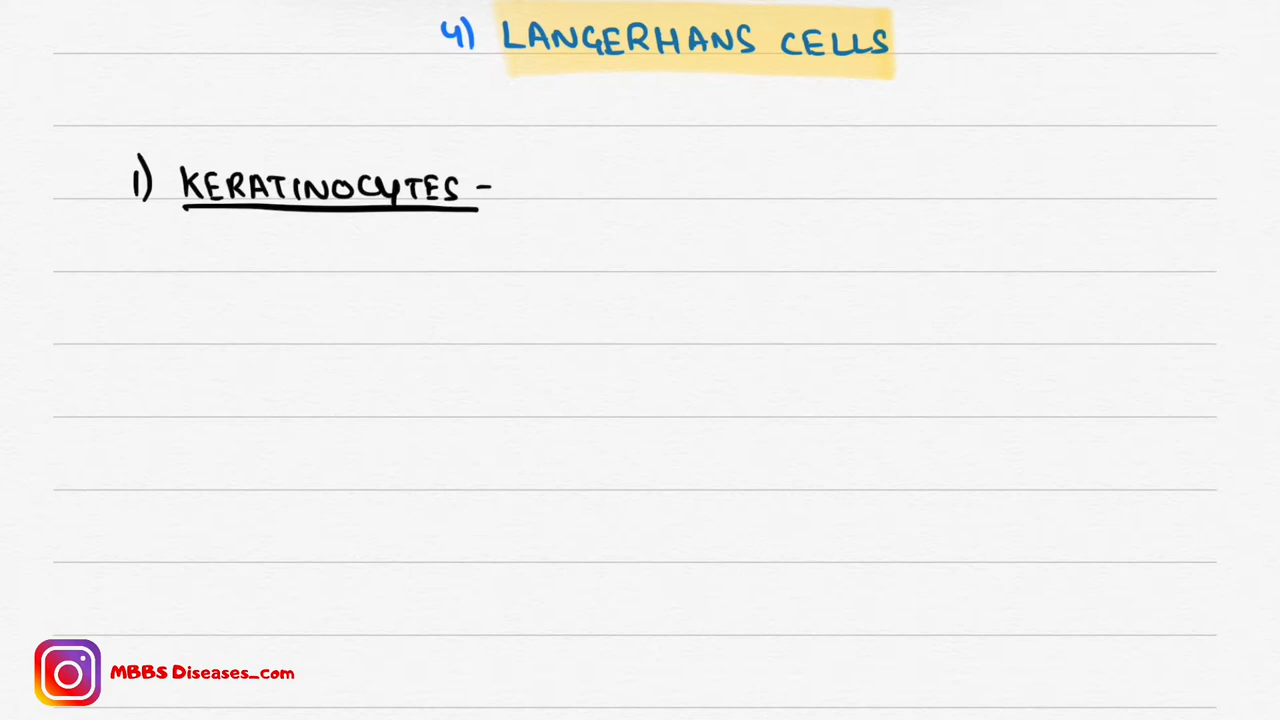 4) LANGERHANS CELLS
1) KERATINOCYTES -
MBBS Diseases_com